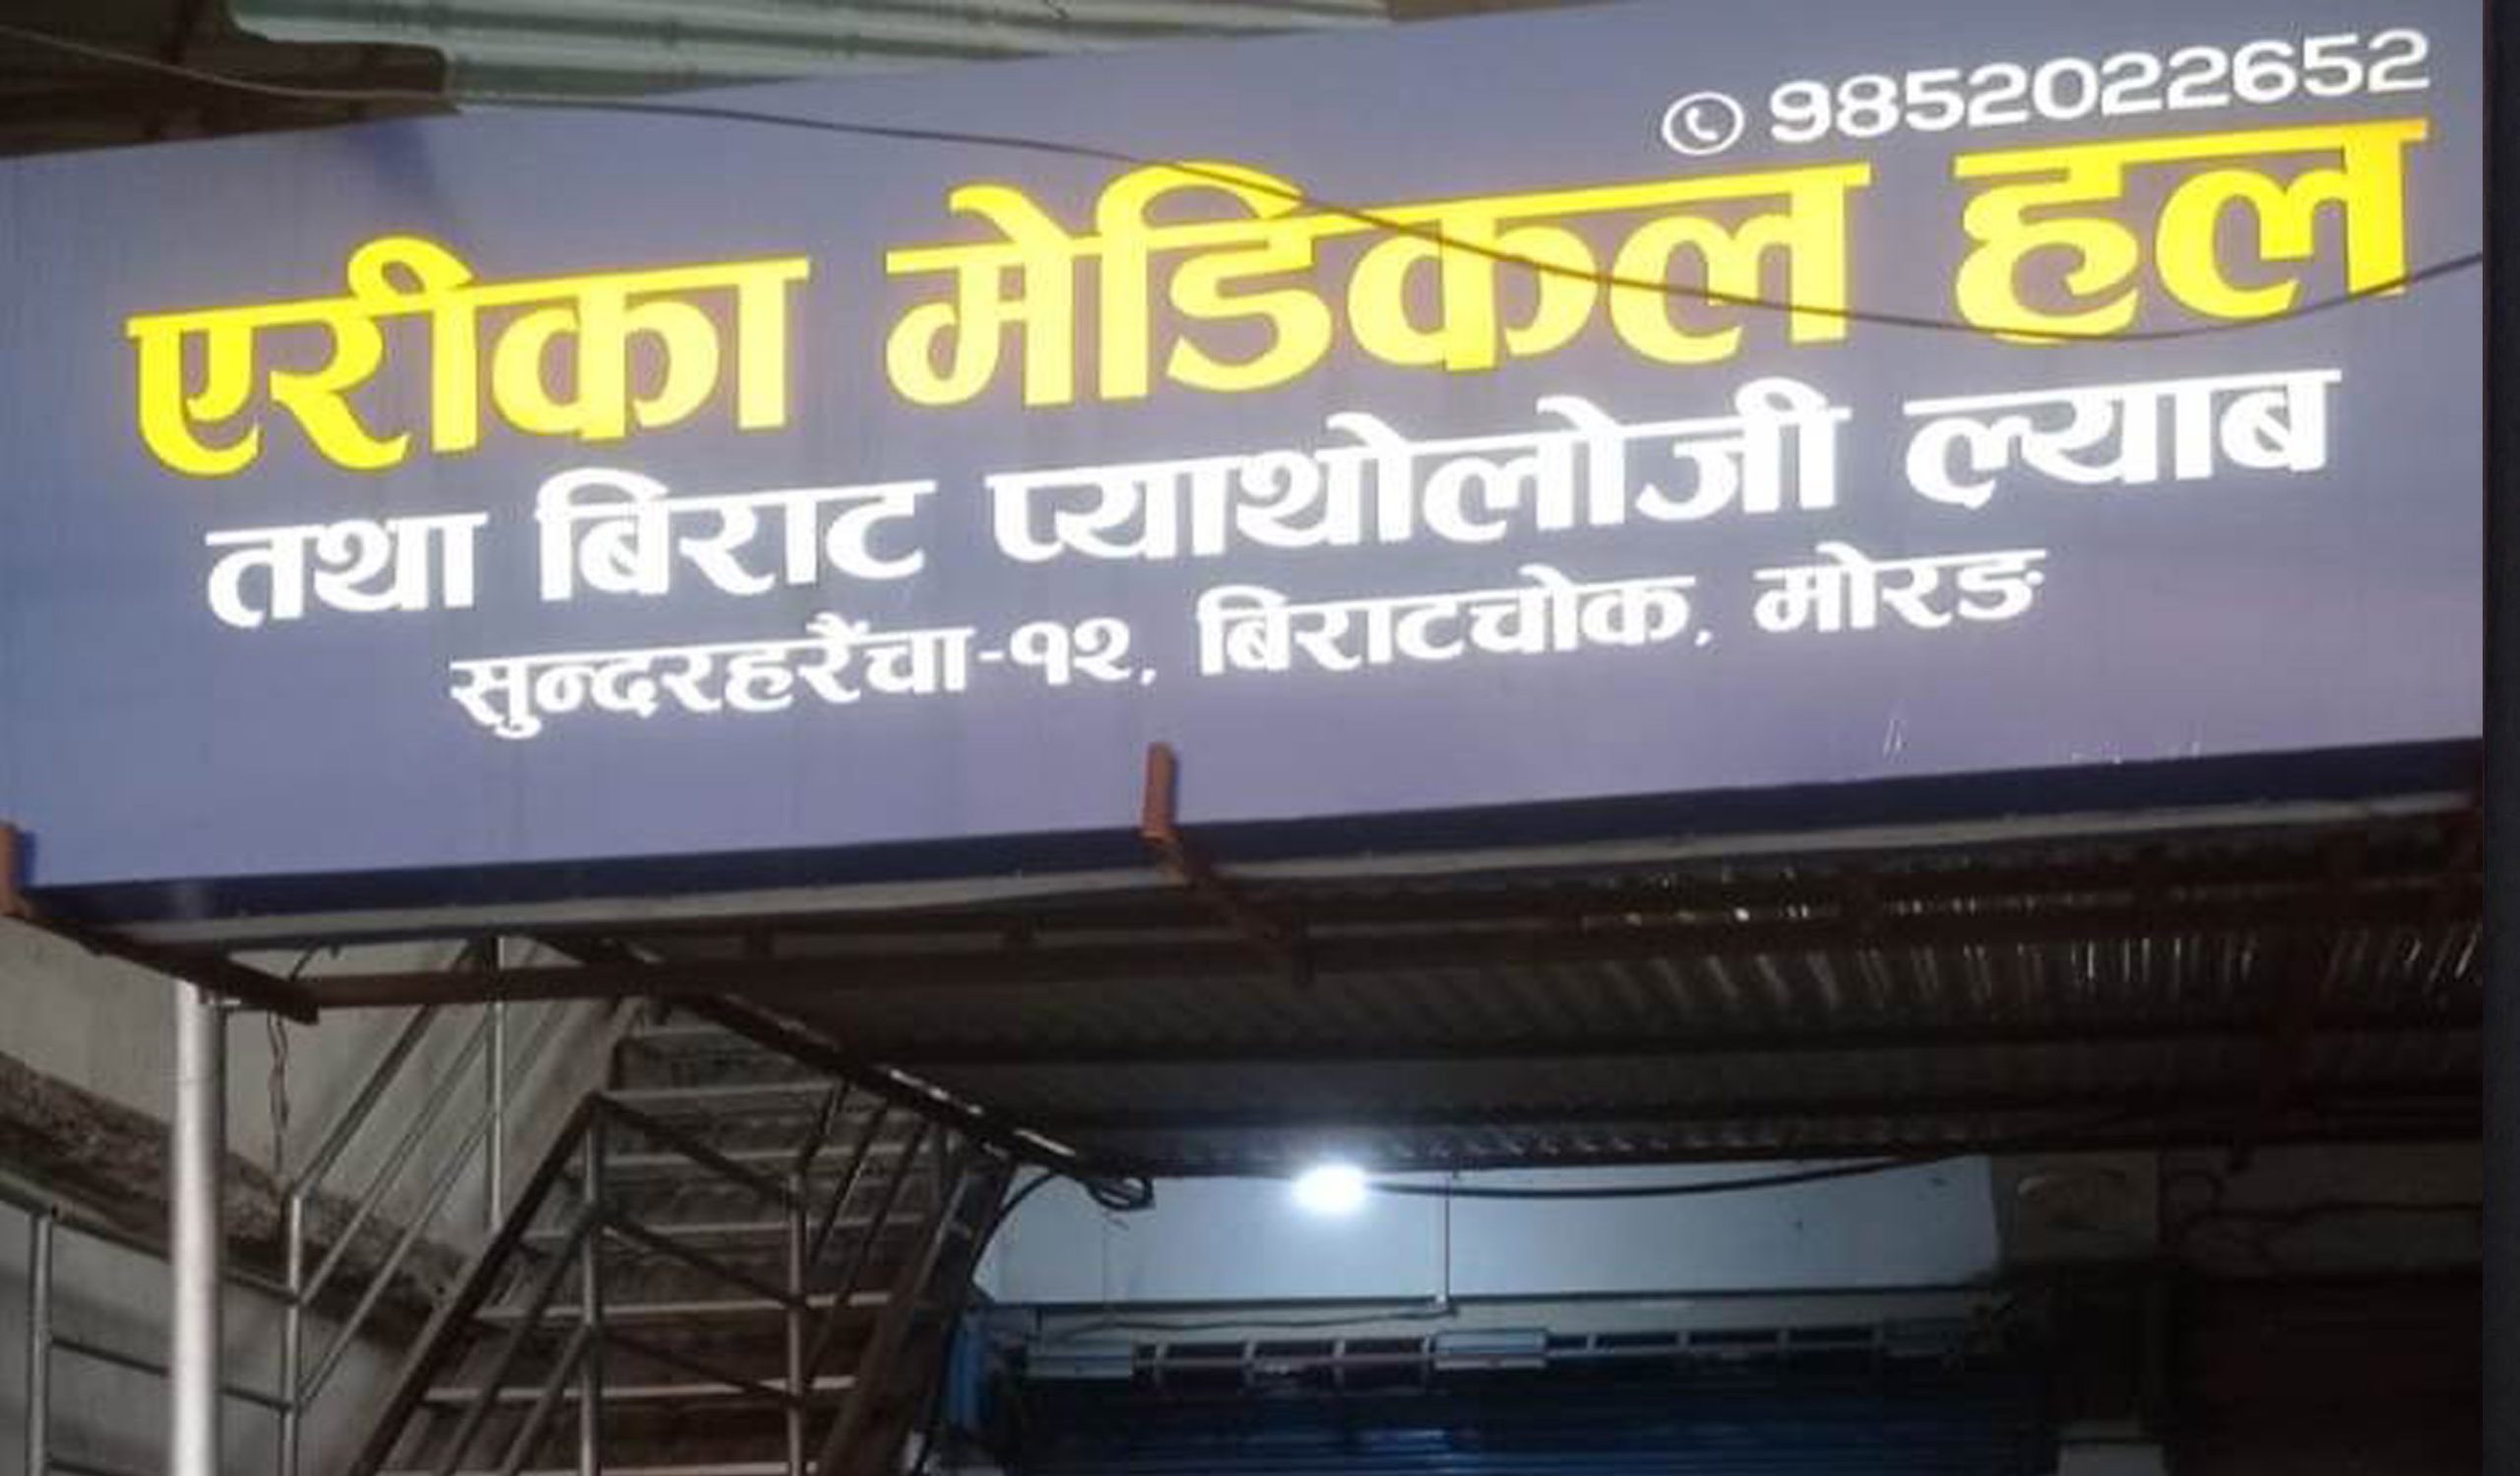 9852022652
एरीका मेडिकल हल
तथा बिराट प्याथोलोजी ल्याब
सुन्दरहरैंचा-१२, बिराटचोक, मोरङ